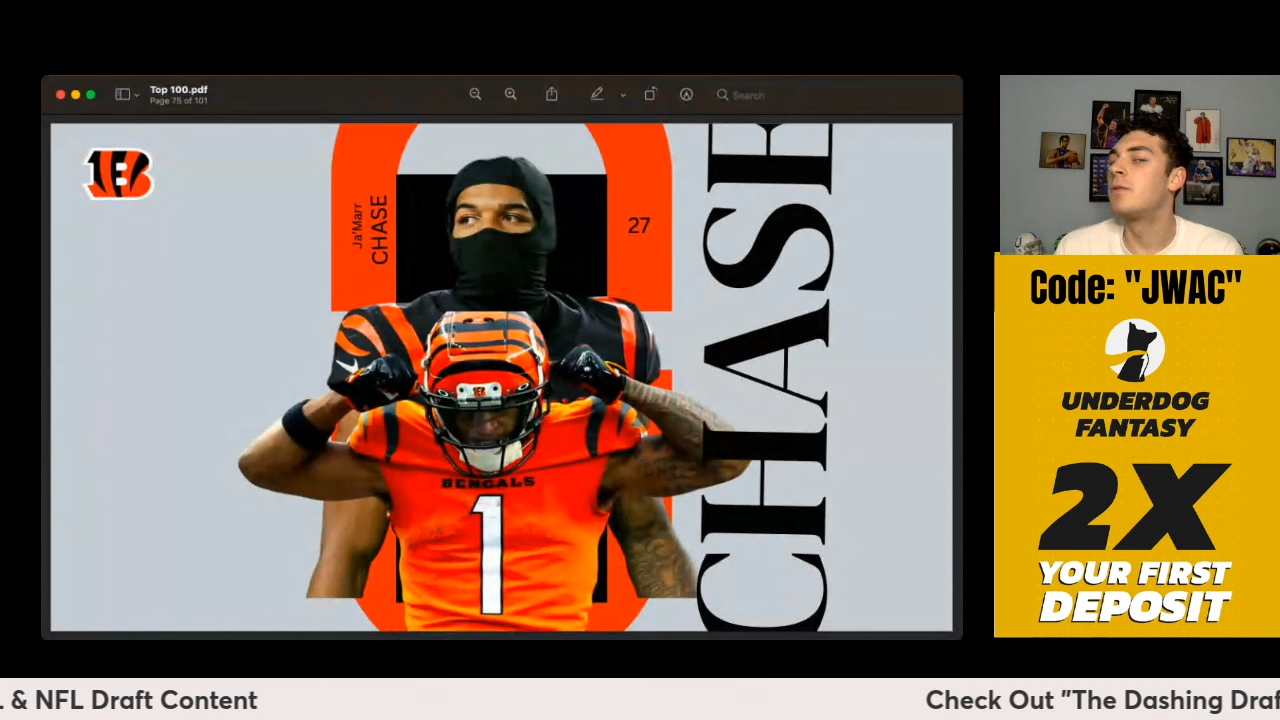 Top 100.pdf
Page 75 of 101
Search
Ja'Marr
CHASE
27
CHASE
BENGALS
1
Code: "JWAC"
UNDERDOG
FANTASY
2X
YOUR FIRST
DEPOSIT
& NFL Draft Content
Check Out "The Dashing Draf